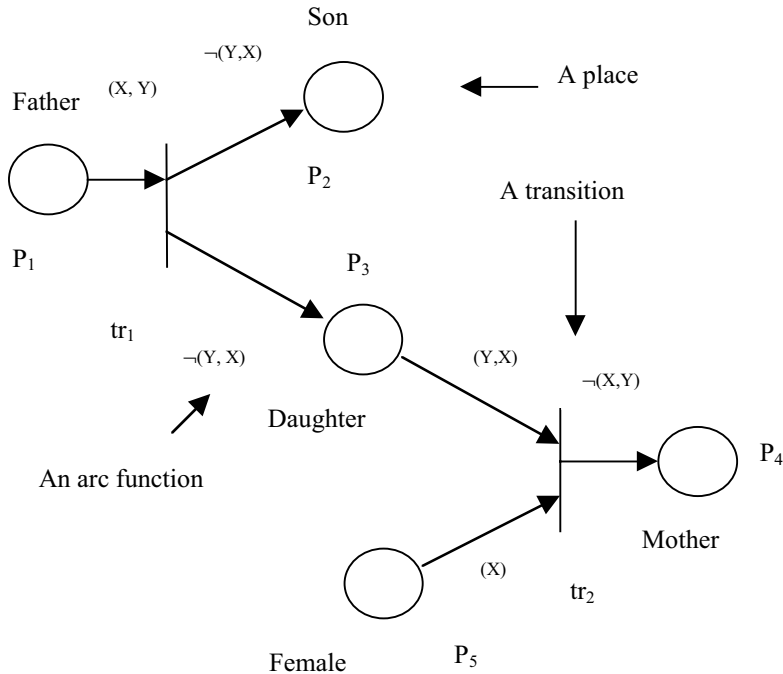 Son
¬(Y,X)
A place
(X, Y)
Father
P₂
A transition
P₁
P₃
tr₁
¬(Y, X)
(Y,X)
¬(X,Y)
Daughter
An arc function
P₄
Mother
(X)
tr₂
Female
P₅